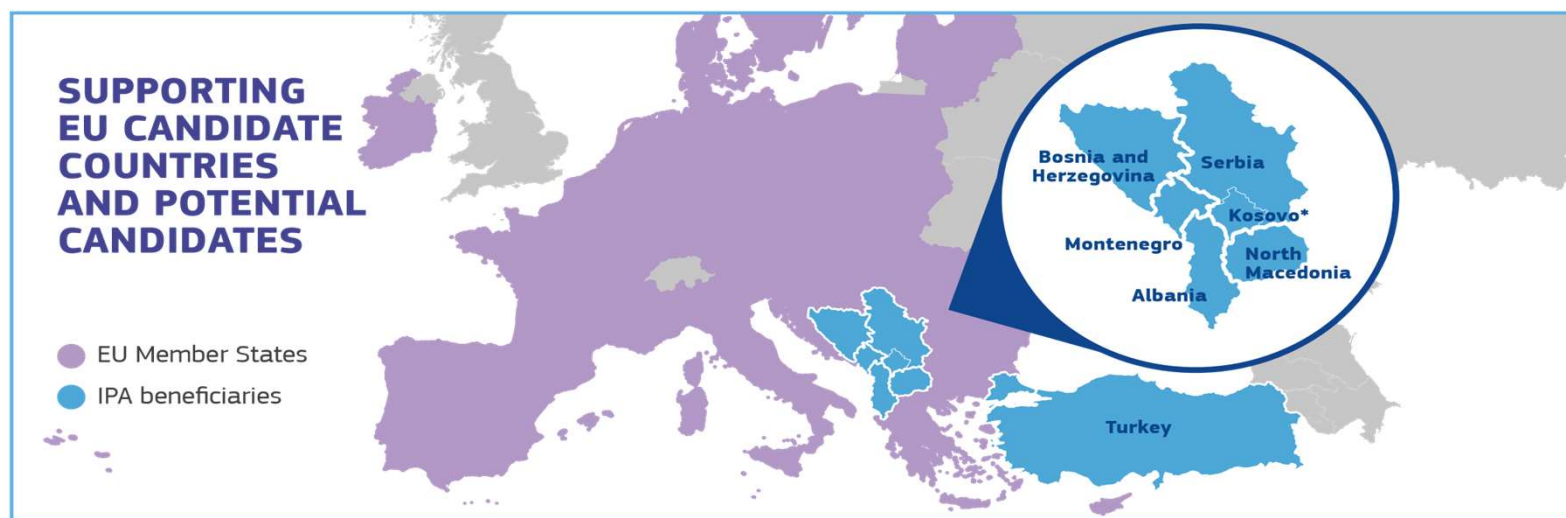 SUPPORTING
EU CANDIDATE
COUNTRIES
AND POTENTIAL
CANDIDATES
EU Member States
IPA beneficiaries
Bosnia and
Herzegovina
Serbia
Kosovo*
Montenegro
North
Macedonia
Albania
Turkey